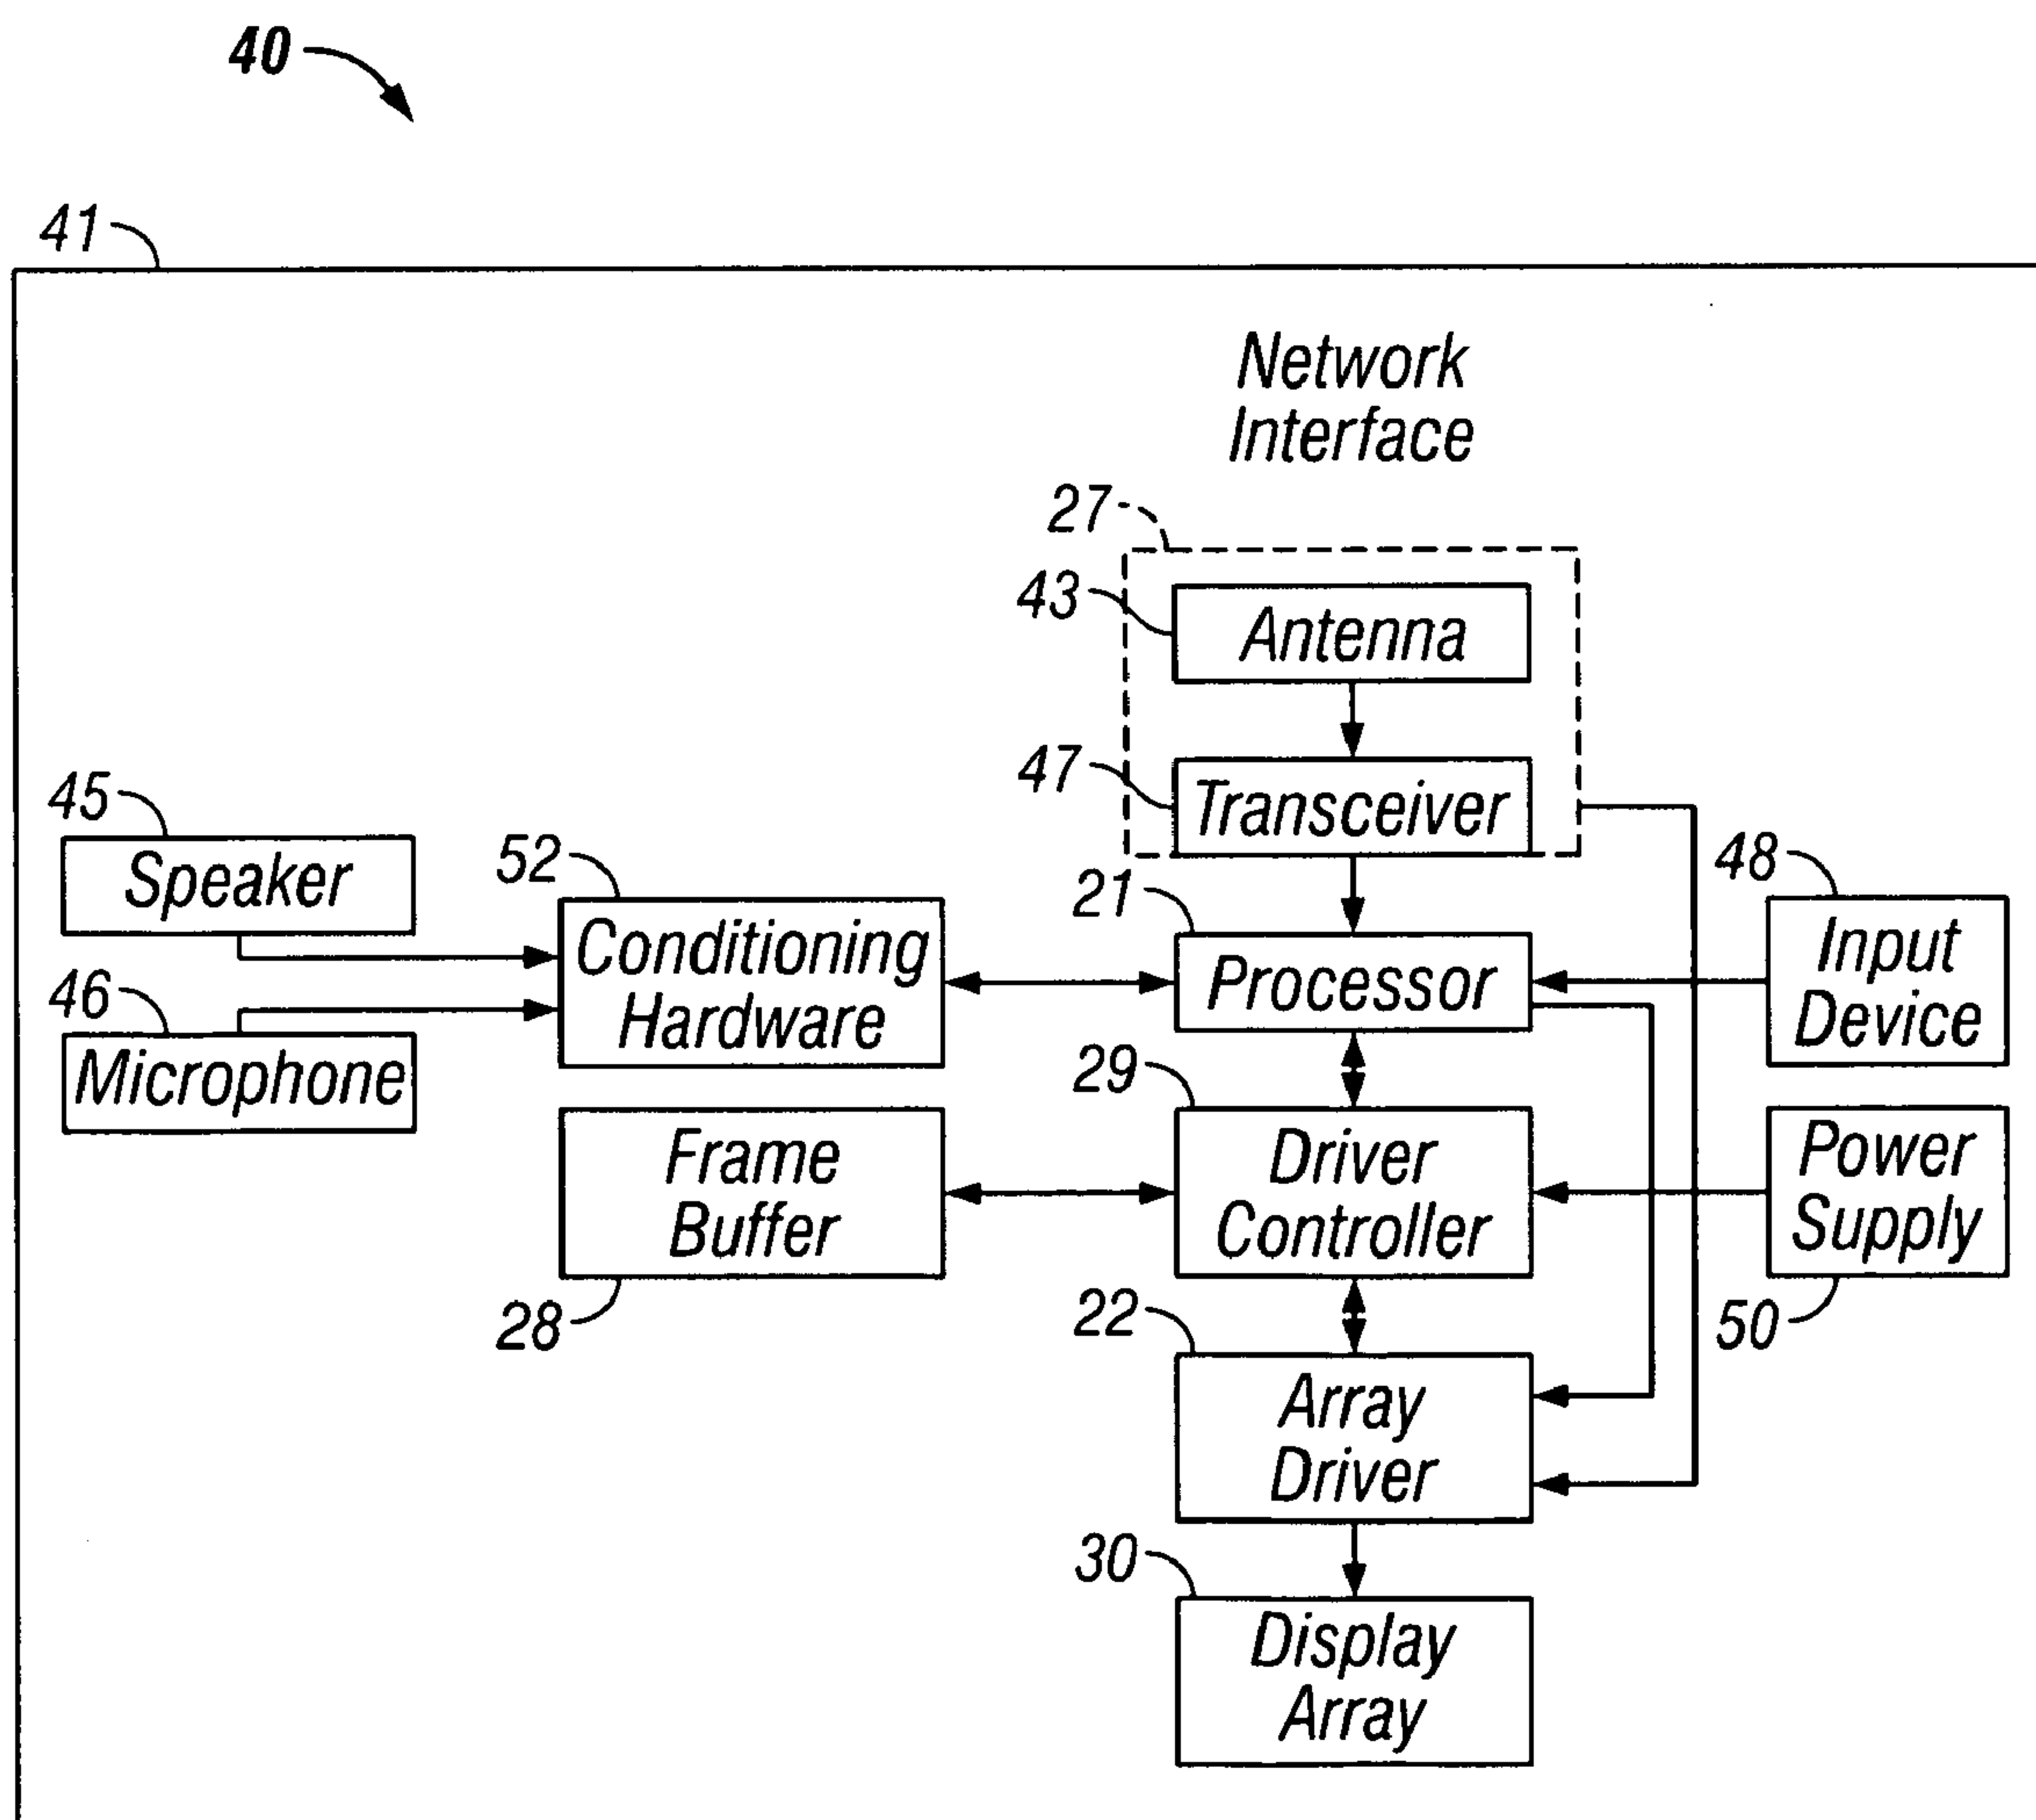 40
41
Network
Interface
27
43
Antenna
47
Transceiver
45
Speaker
52
Conditioning
Hardware
21
Processor
48
Input
Device
46
Microphone
29
Driver
Controller
Frame
Buffer
28
Power
Supply
50
22
Array
Driver
30
Display
Array